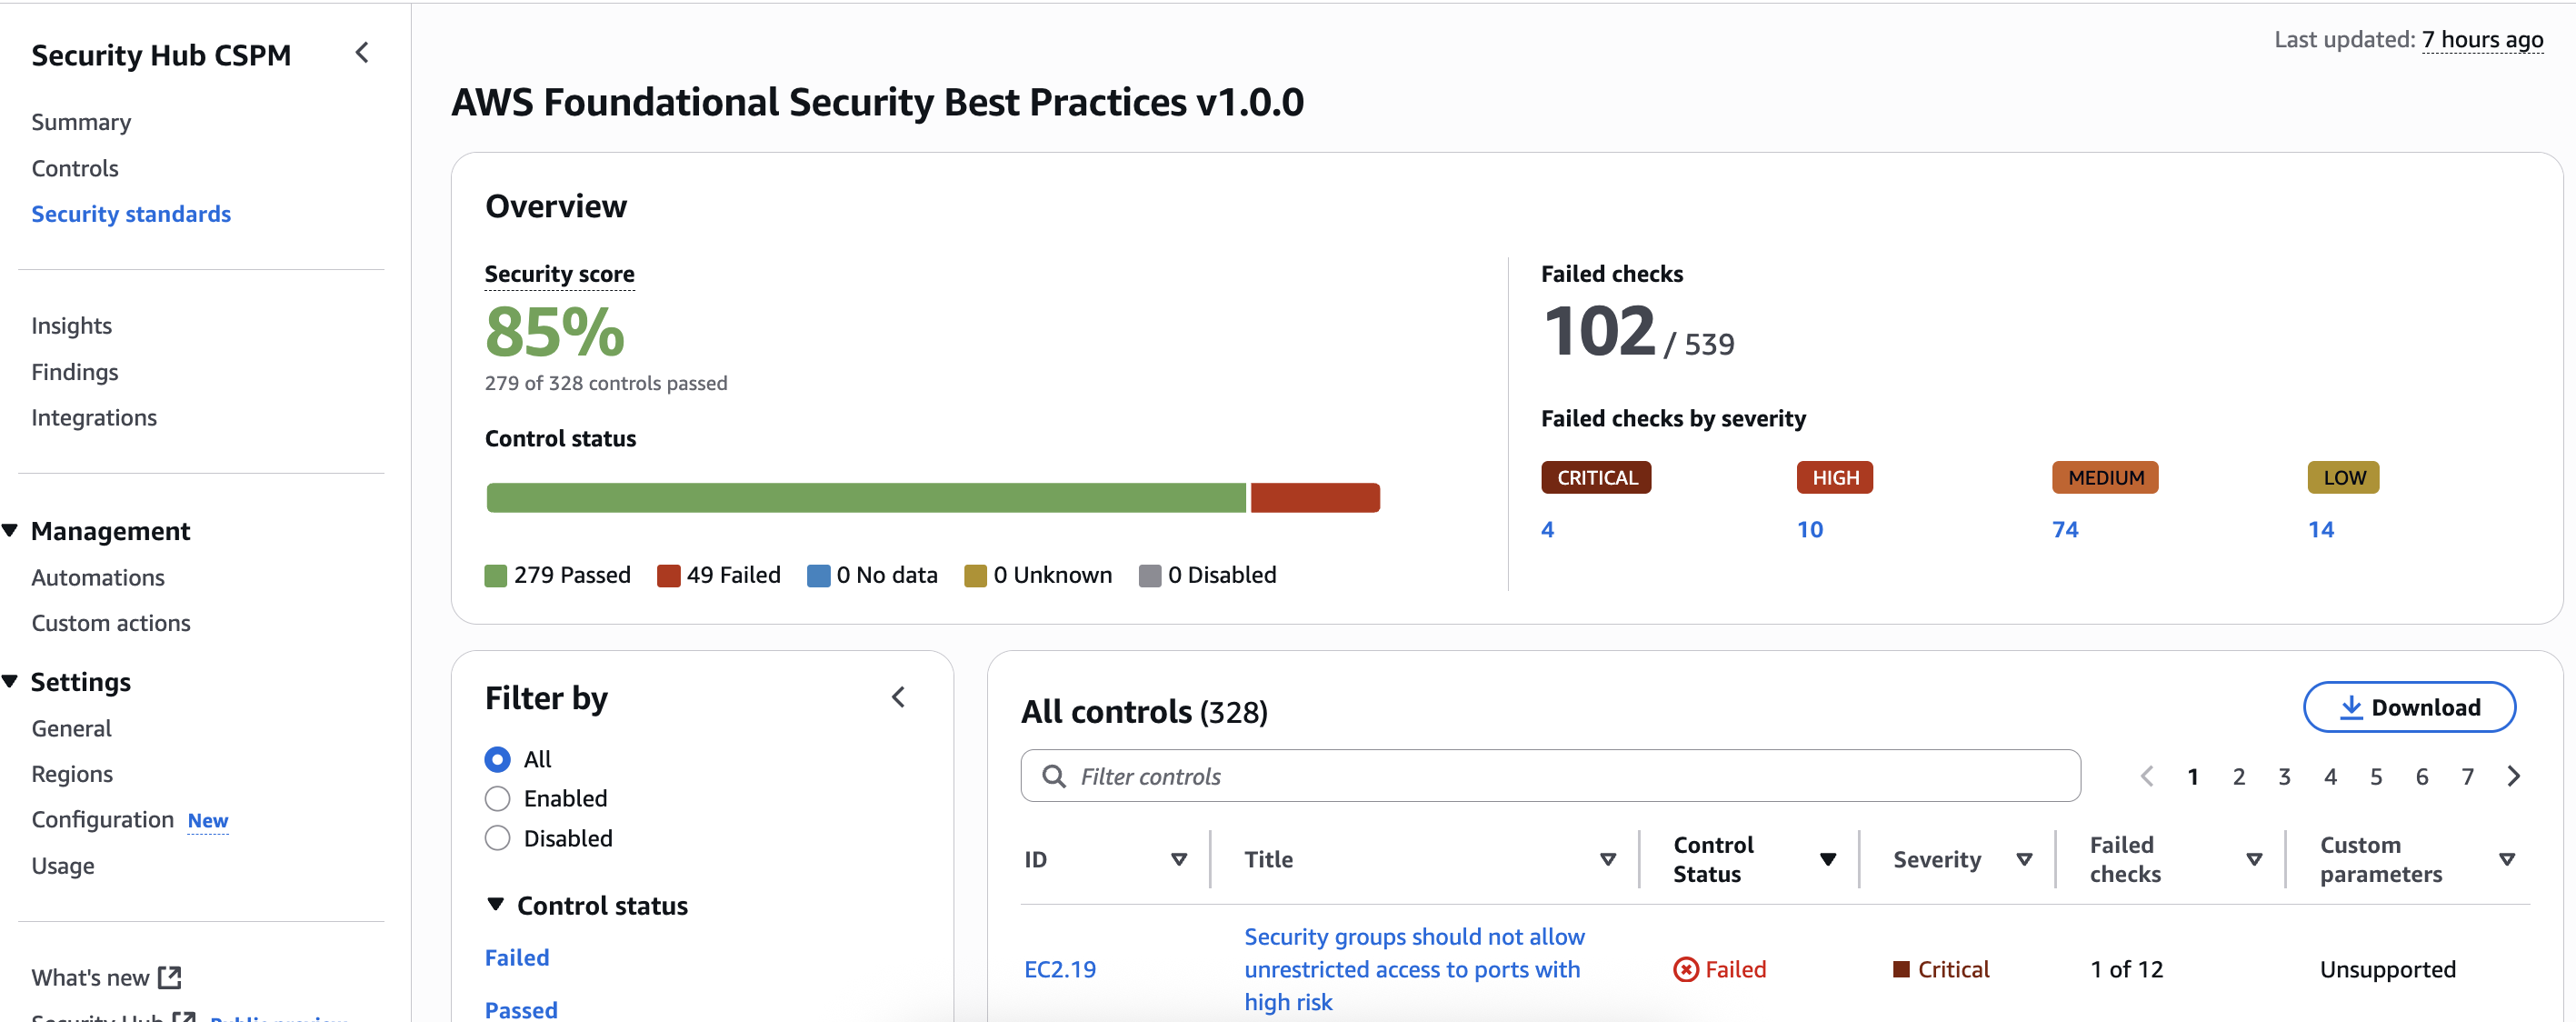 Security Hub CSPM
Summary
Controls
Security standards
Insights
Findings
Integrations
Management
Automations
Custom actions
Settings
General
Regions
Configuration New
Usage
What's new
Security Hub Public preview
Last updated: 7 hours ago
AWS Foundational Security Best Practices v1.0.0
Overview
Security score
85%
279 of 328 controls passed
Control status
279 Passed 49 Failed 0 No data 0 Unknown 0 Disabled
Failed checks
102 / 539
Failed checks by severity
CRITICAL HIGH MEDIUM LOW
4 10 74 14
Filter by
All
Enabled
Disabled
Control status
Failed
Passed
All controls (328)
Download
Filter controls
1 2 3 4 5 6 7
ID Title Control Status Severity Failed checks Custom parameters
EC2.19
Security groups should not allow
unrestricted access to ports with
high risk
Failed Critical 1 of 12 Unsupported